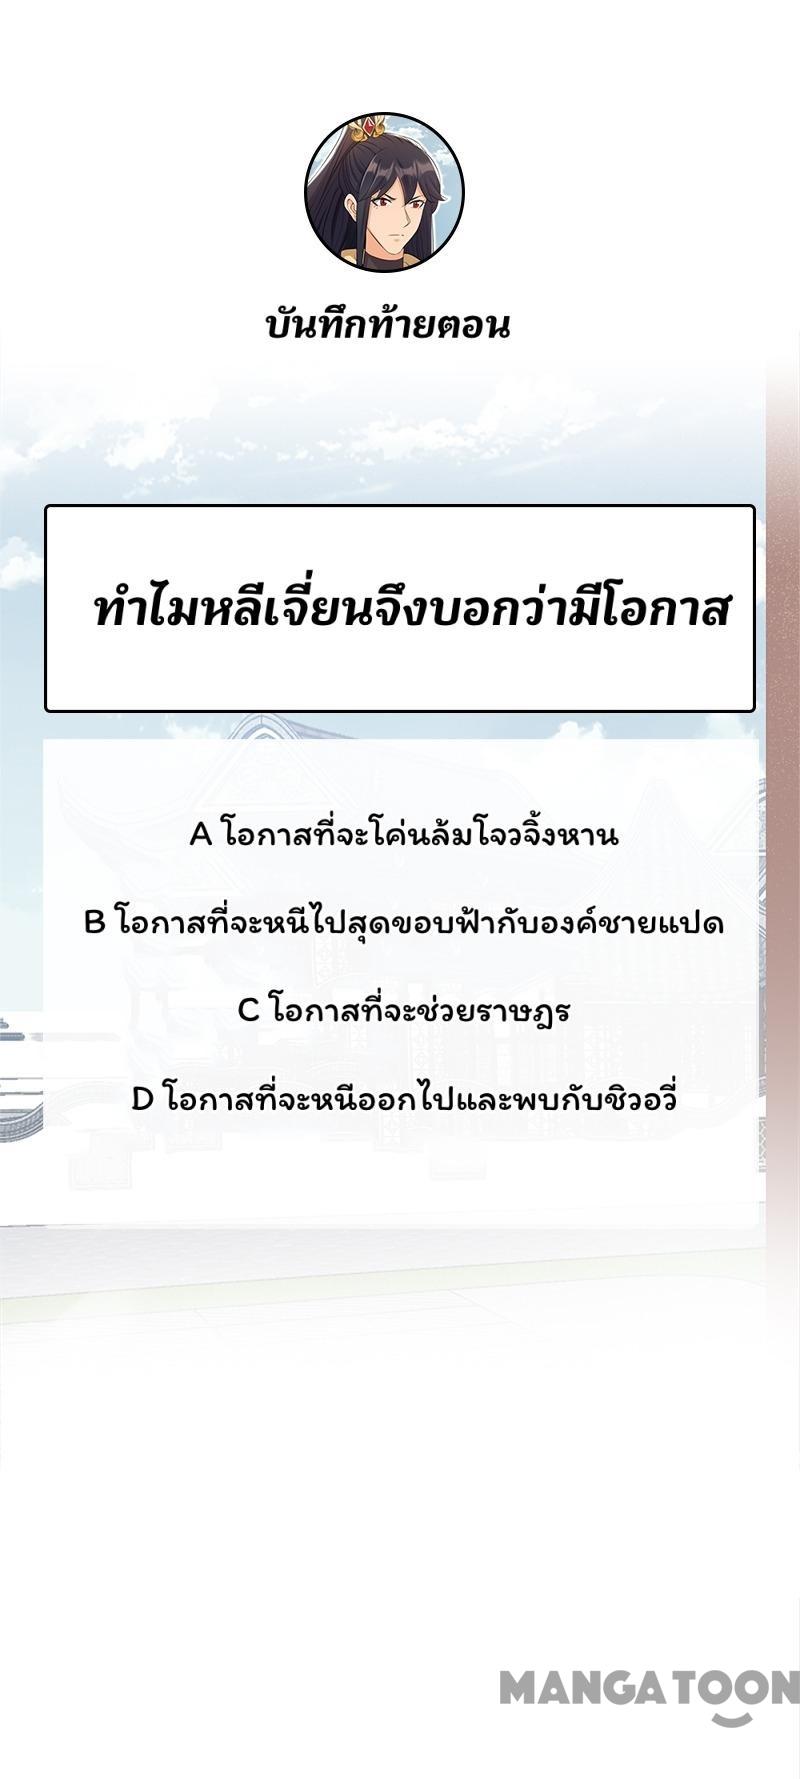 บันทึกท้ายตอน
ทำไมหลีเจี่ยนจึงบอกว่ามีโอกาส
A โอกาสที่จะโค่นล้มโจวจิ้งหาน
B โอกาสที่จะหนีไปสุดขอบฟ้ากับองค์ชายแปด
C โอกาสที่จะช่วยราษฎร
D โอกาสที่จะหนีออกไปและพบกับชิวอวี่
MANGATOON